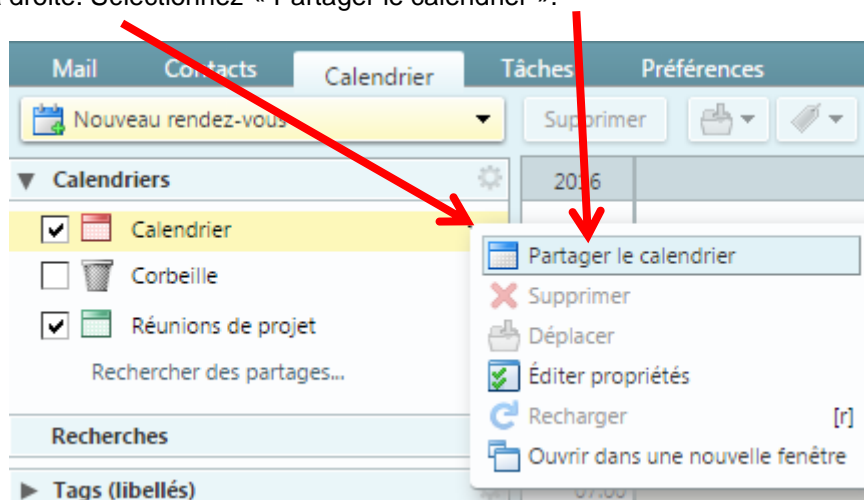 droite. Sélectionnez « Partager le calendrier ».
Mail Contacts Calendrier Tâches Préférences
Nouveau rendez-vous Supprimer
Calendriers 2016
Calendrier
Partager le calendrier
Corbeille
Supprimer
Réunions de projet
Déplacer
Rechercher des partages...
Éditer propriétés
Recharger [r]
Recherches
Ouvrir dans une nouvelle fenêtre
Tags (libellés)
07:00